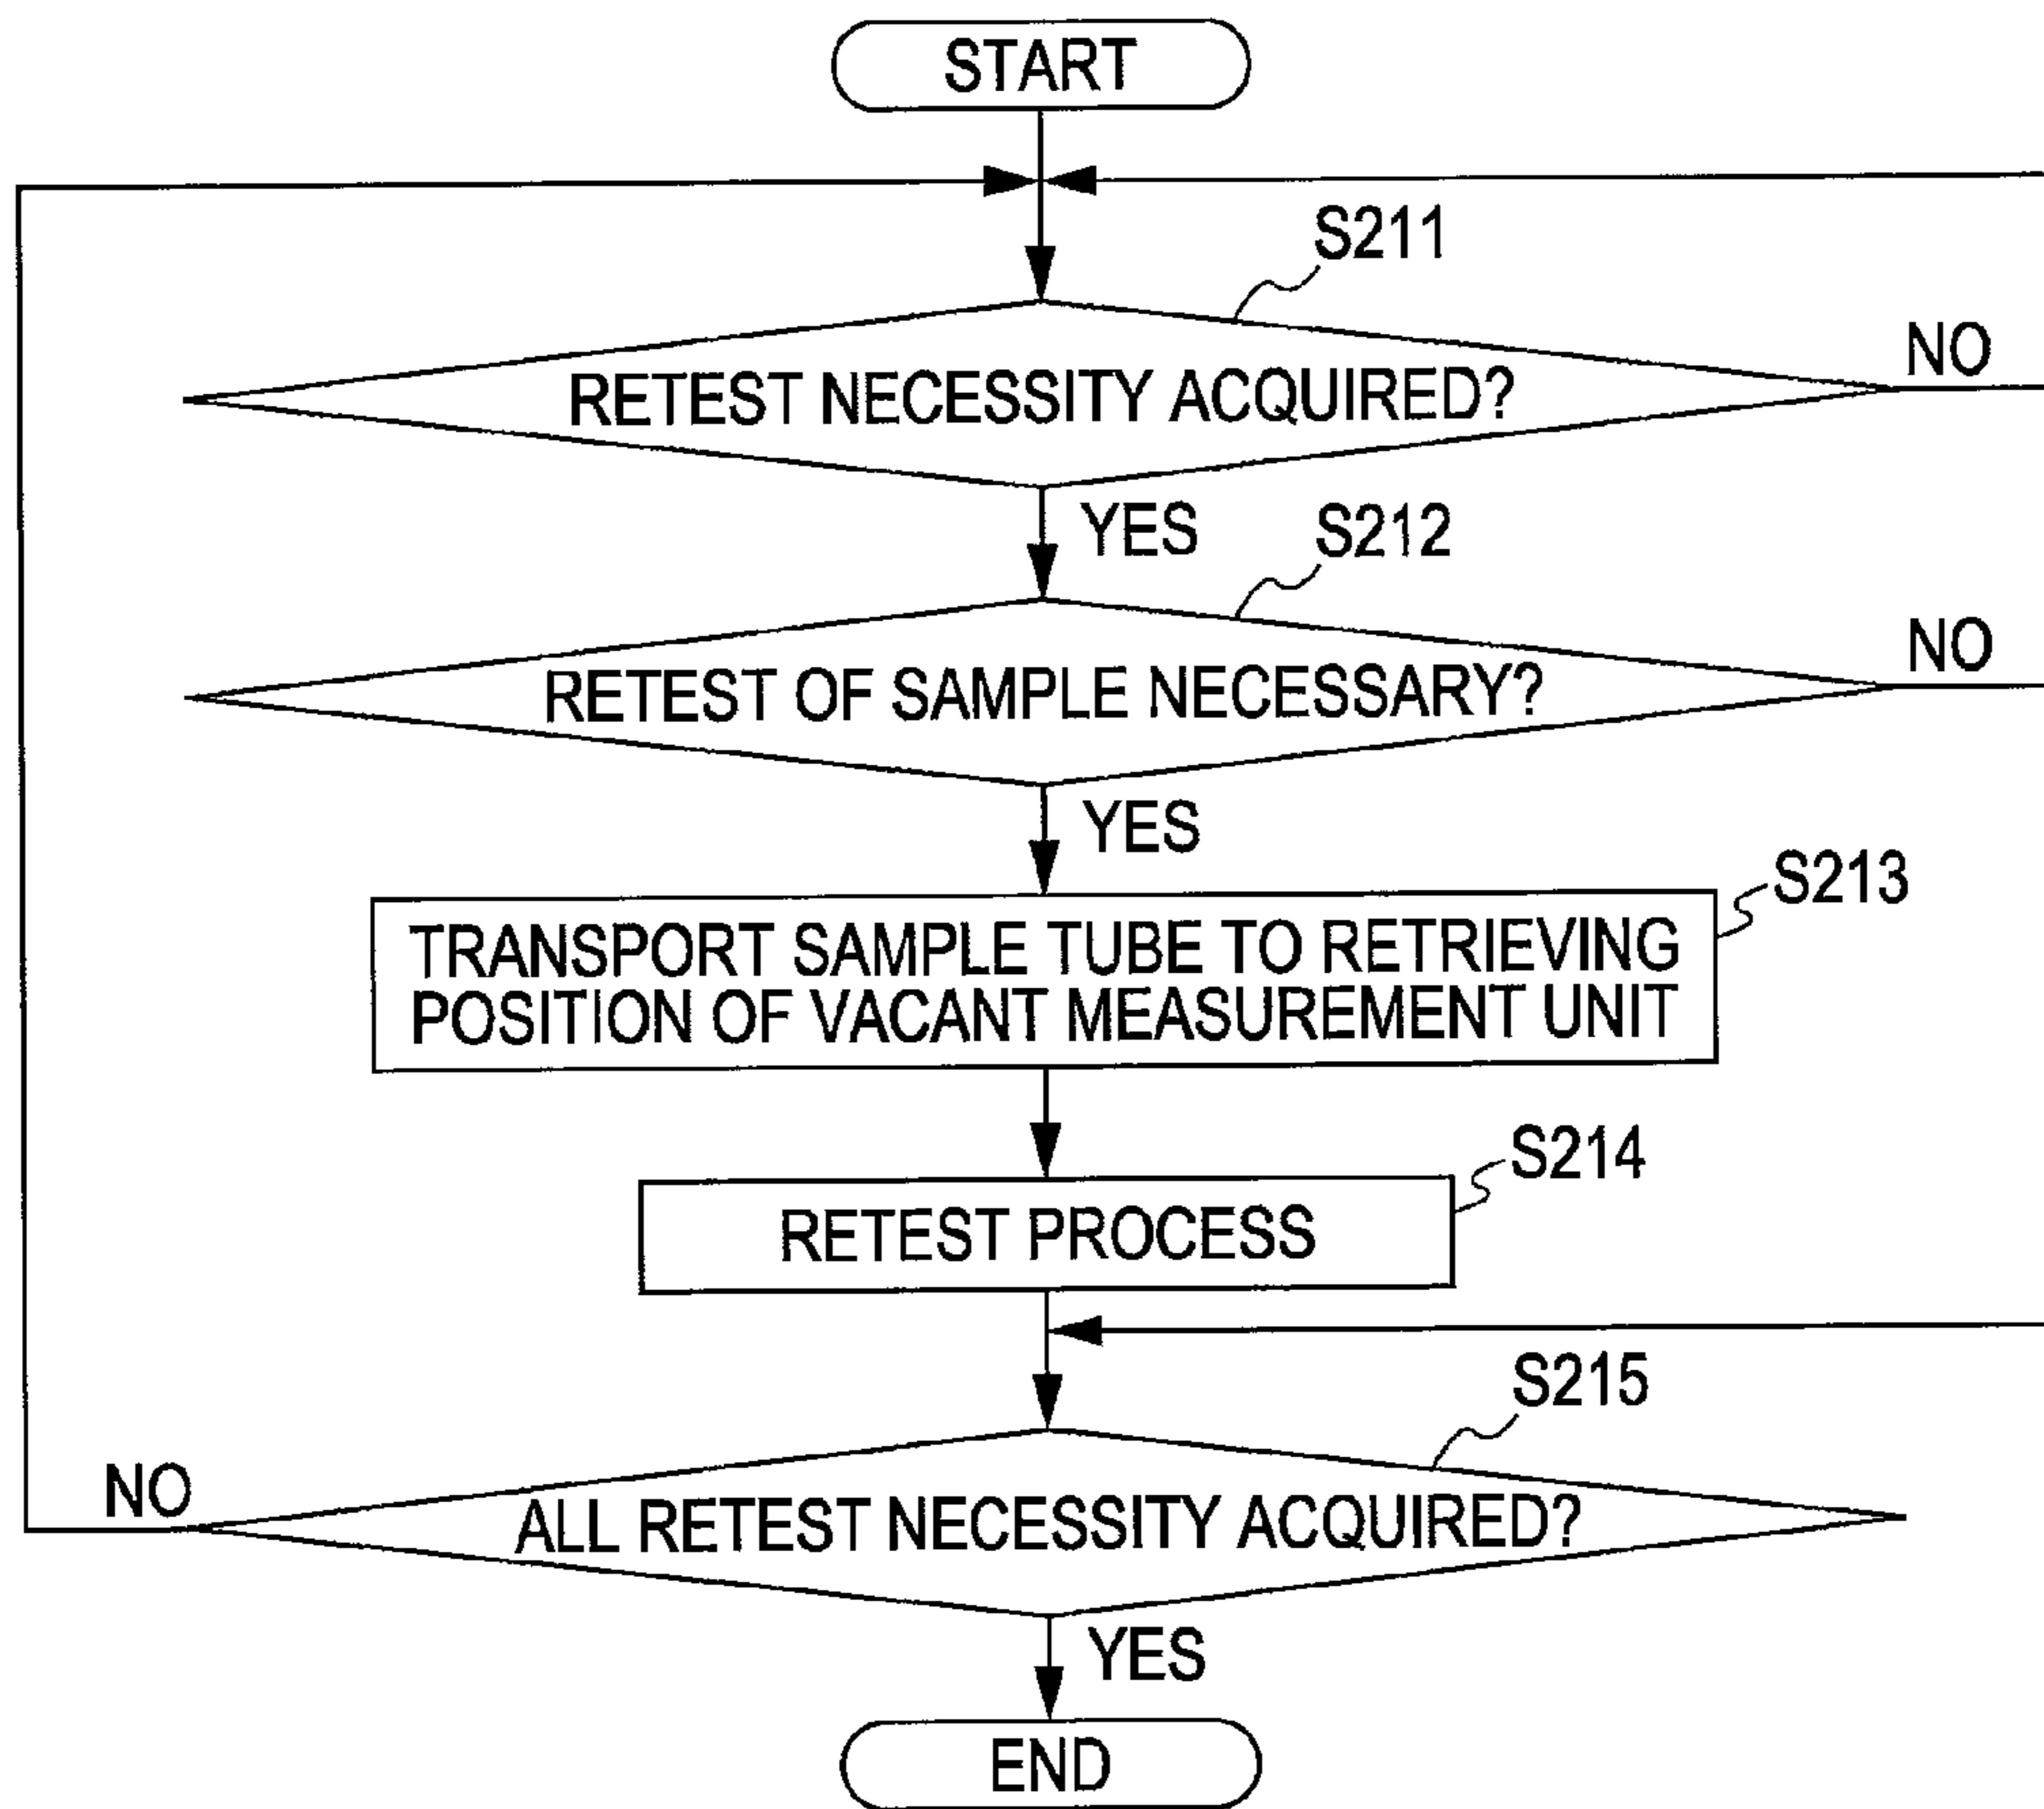 START
S211
RETEST NECESSITY ACQUIRED?
NO
YES
S212
RETEST OF SAMPLE NECESSARY?
NO
YES
S213
TRANSPORT SAMPLE TUBE TO RETRIEVING
POSITION OF VACANT MEASUREMENT UNIT
S214
RETEST PROCESS
S215
NO
ALL RETEST NECESSITY ACQUIRED?
YES
END